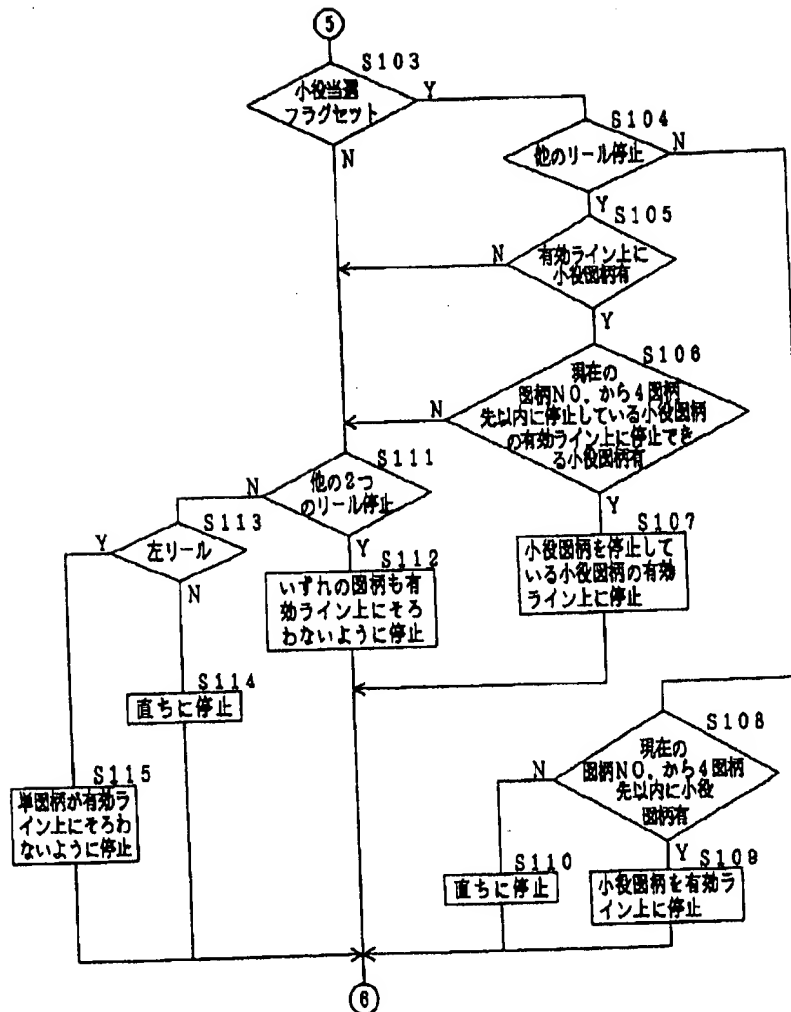 5
S103
小役当選
フラグセット
Y
N
S104
他のリール停止
N
Y
S105
有効ライン上に
小役図柄有
N
Y
S106
現在の
図柄NO.から4図柄
先以内に停止している小役図柄
の有効ライン上に停止でき
る小役図柄有
N
Y
S107
小役図柄を停止して
いる小役図柄の有効
ライン上に停止
S111
他の2つ
のリール停止
N
Y
S112
いずれの図柄も有
効ライン上にそろ
わないように停止
S113
左リール
Y
N
S114
直ちに停止
S115
単図柄が有効ラ
イン上にそろわ
ないように停止
S108
現在の
図柄NO.から4図柄
先以内に小役
図柄有
N
Y
S109
小役図柄を有効ラ
イン上に停止
S110
直ちに停止
6